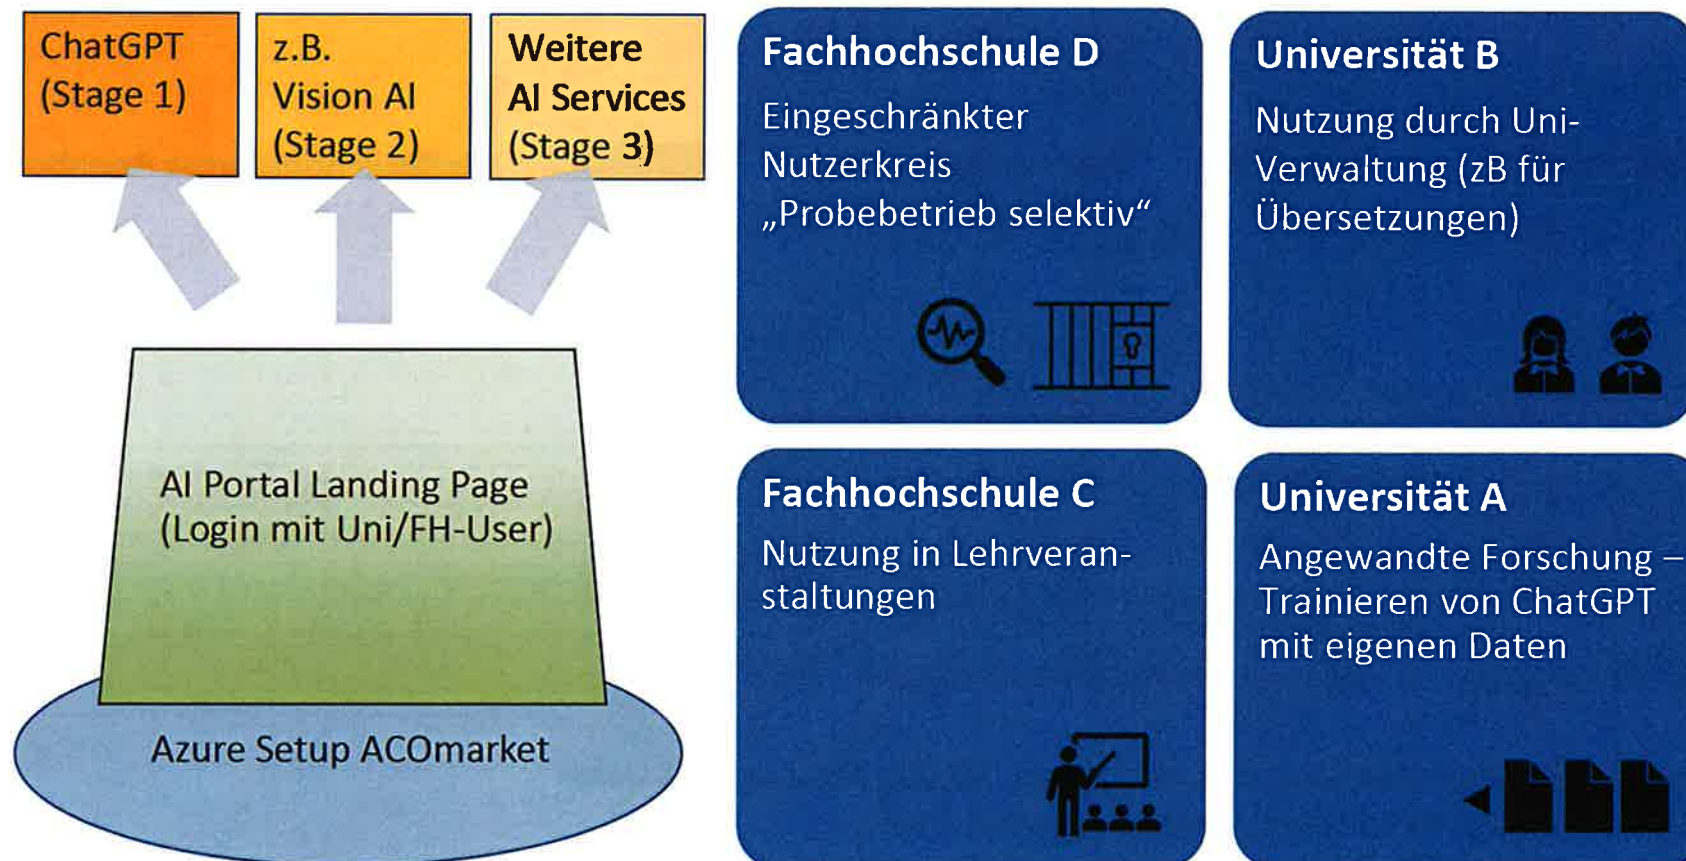 ChatGPT
(Stage 1)
z.B.
Vision AI
(Stage 2)
Weitere
AI Services
(Stage 3)
AI Portal Landing Page
(Login mit Uni/FH-User)
Azure Setup ACOmarket
Fachhochschule D
Eingeschränkter
Nutzerkreis
„Probebetrieb selektiv“
Universität B
Nutzung durch Uni-
Verwaltung (zB für
Übersetzungen)
Fachhochschule C
Nutzung in Lehrveran-
staltungen
Universität A
Angewandte Forschung –
Trainieren von ChatGPT
mit eigenen Daten